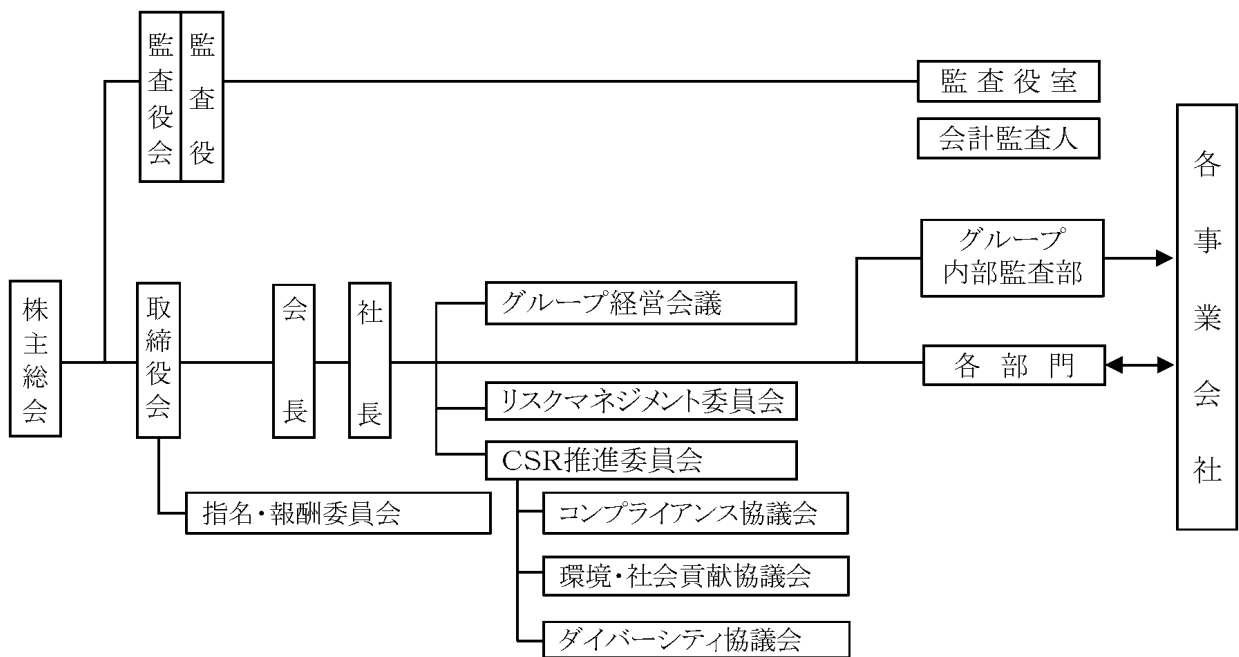 監査役会
監査役
監査役室
会計監査人
各事業会社
グループ
内部監査部
株主総会
取締役会
会長
社長
グループ経営会議
各部門
リスクマネジメント委員会
CSR推進委員会
指名・報酬委員会
コンプライアンス協議会
環境・社会貢献協議会
ダイバーシティ協議会